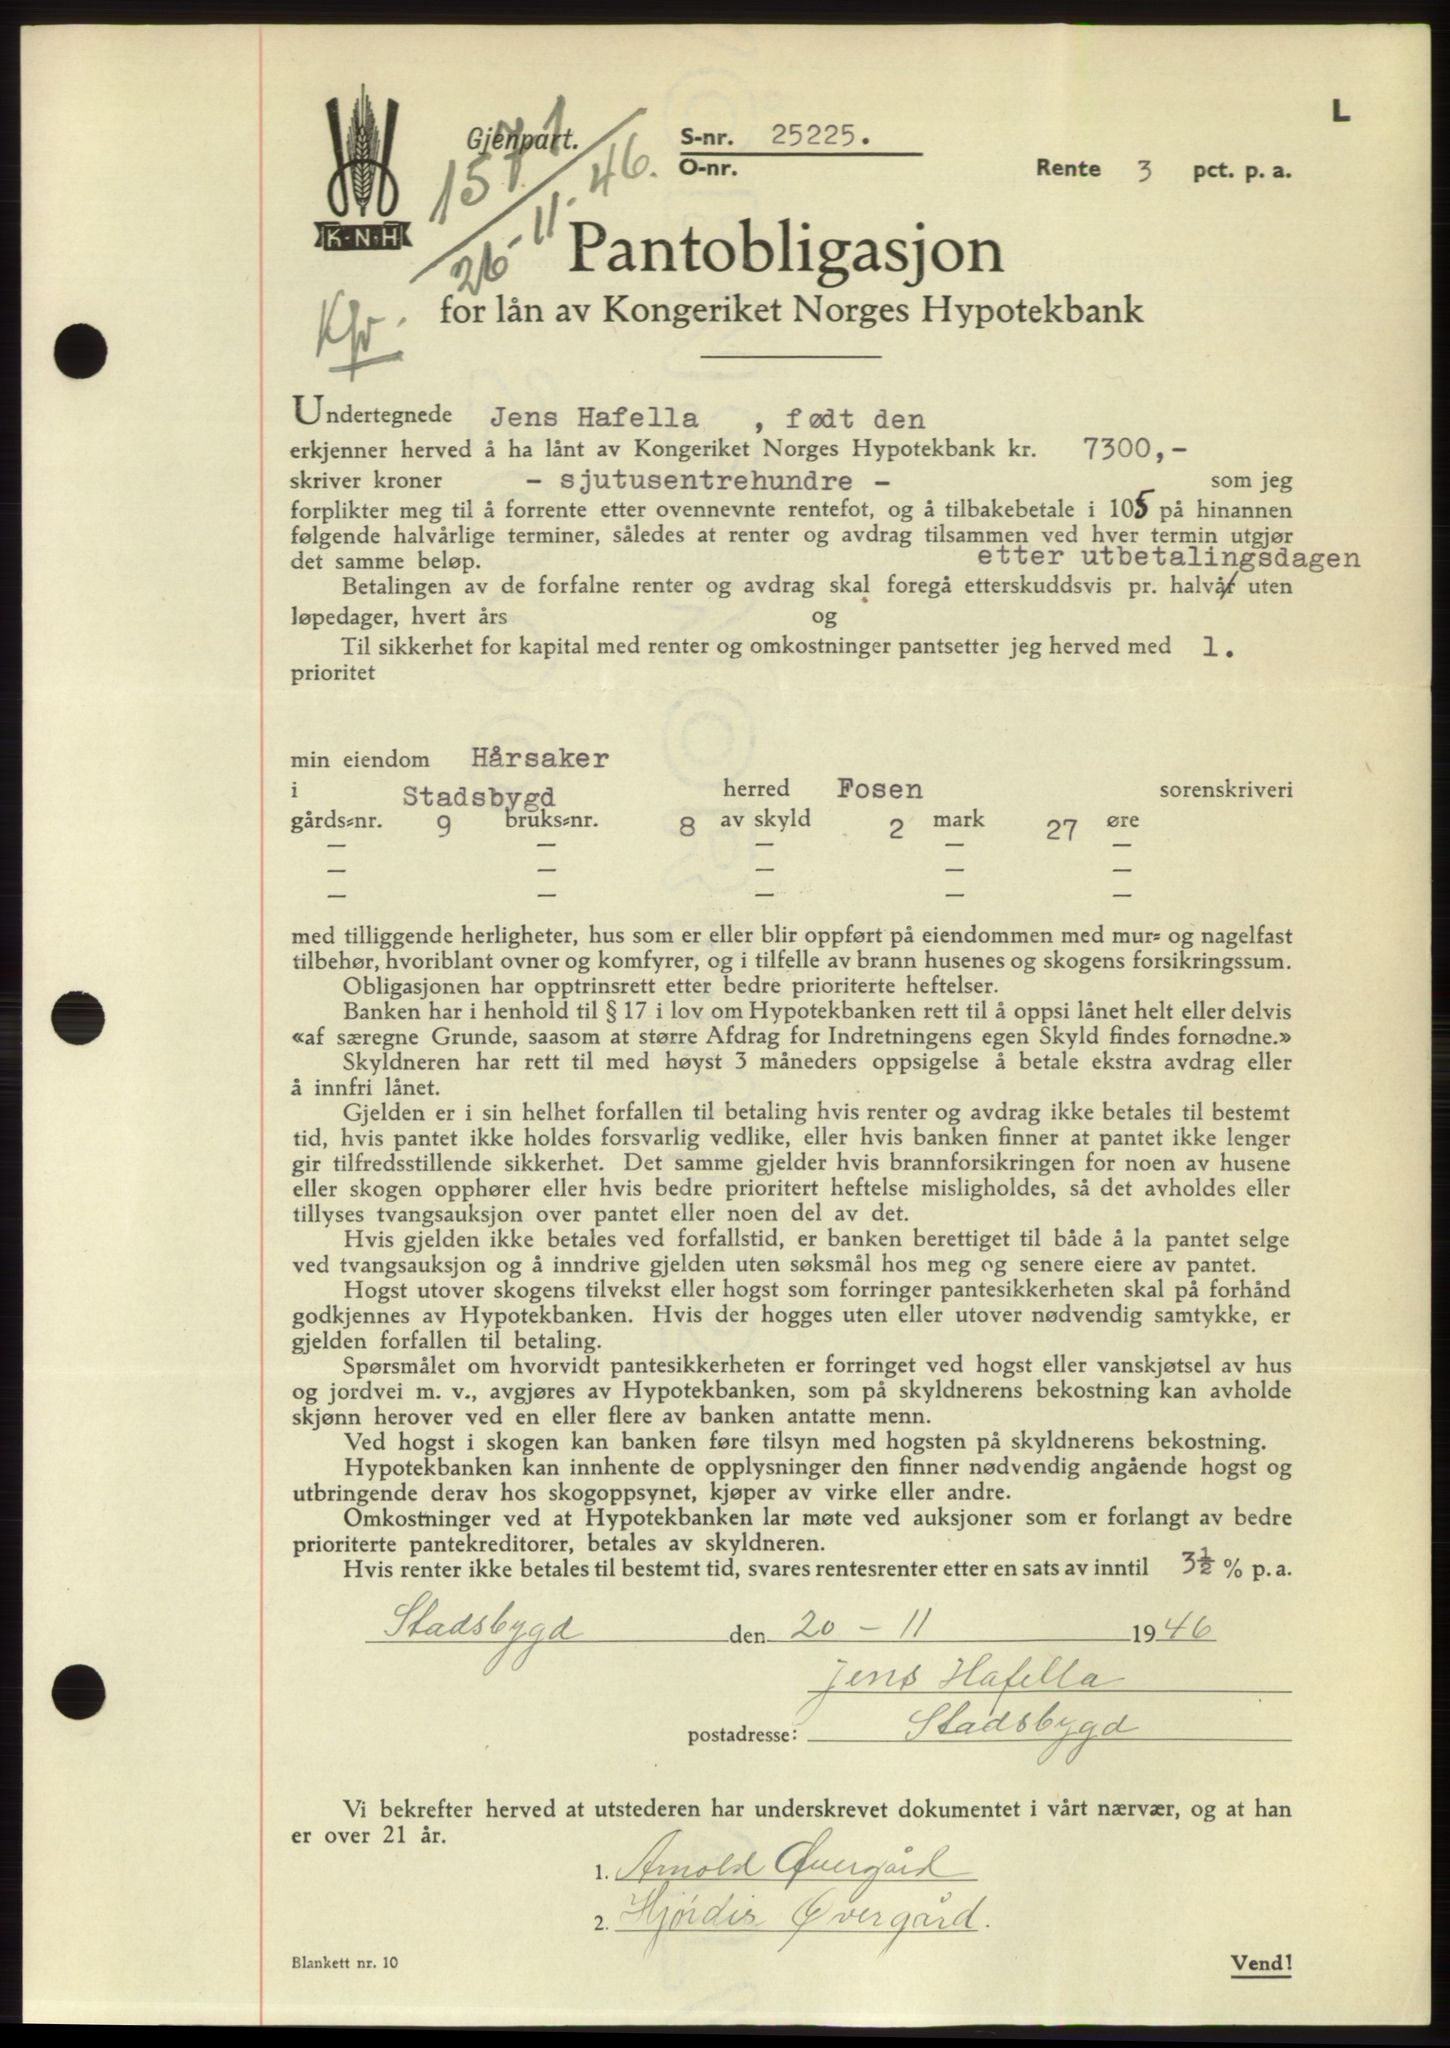 L
Gjenpart.
S-nr. 25225.
O-nr.
Rente 3 pct. p. a.
1571
26-11-46.
K-N-H
Pantobligasjon
for lån av Kongeriket Norges Hypotekbank
Undertegnede Jens Hafella , født den
erkjenner herved å ha lånt av Kongeriket Norges Hypotekbank kr. 7300,-
skriver kroner - sjutusentrehundre - som jeg
forplikter meg til å forrente etter ovennevnte rentefot, og å tilbakebetale i 105 på hinannen
følgende halvårlige terminer, således at renter og avdrag tilsammen ved hver termin utgjør
det samme beløp. etter utbetalingsdagen
Betalingen av de forfalne renter og avdrag skal foregå etterskuddsvis pr. halvår uten
løpedager, hvert års og
Til sikkerhet for kapital med renter og omkostninger pantsetter jeg herved med 1.
prioritet
min eiendom Hårsaker
i Stadsbygd herred Fosen sorenskriveri
gårds-nr. 9 bruks-nr. 8 av skyld 2 mark 27 øre
— — — — —
— — — — —
— — — — —
med tilliggende herligheter, hus som er eller blir oppført på eiendommen med mur- og nagelfast
tilbehør, hvoriblant ovner og komfyrer, og i tilfelle av brann husenes og skogens forsikringssum.
Obligasjonen har opptrinsrett etter bedre prioriterte heftelser.
Banken har i henhold til § 17 i lov om Hypotekbanken rett til å oppsi lånet helt eller delvis
«af særegne Grunde, saasom at større Afdrag for Indretningens egen Skyld findes fornødne.»
Skyldneren har rett til med høyst 3 måneders oppsigelse å betale ekstra avdrag eller
å innfri lånet.
Gjelden er i sin helhet forfallen til betaling hvis renter og avdrag ikke betales til bestemt
tid, hvis pantet ikke holdes forsvarlig vedlike, eller hvis banken finner at pantet ikke lenger
gir tilfredsstillende sikkerhet. Det samme gjelder hvis brannforsikringen for noen av husene
eller skogen opphører eller hvis bedre prioritert heftelse misligholdes, så det avholdes eller
tillyses tvangsauksjon over pantet eller noen del av det.
Hvis gjelden ikke betales ved forfallstid, er banken berettiget til både å la pantet selge
ved tvangsauksjon og å inndrive gjelden uten søksmål hos meg og senere eiere av pantet.
Hogst utover skogens tilvekst eller hogst som forringer pantesikkerheten skal på forhånd
godkjennes av Hypotekbanken. Hvis der hogges uten eller utover nødvendig samtykke, er
gjelden forfallen til betaling.
Spørsmålet om hvorvidt pantesikkerheten er forringet ved hogst eller vanskjøtsel av hus
og jordvei m. v., avgjøres av Hypotekbanken, som på skyldnerens bekostning kan avholde
skjønn herover ved en eller flere av banken antatte menn.
Ved hogst i skogen kan banken føre tilsyn med hogsten på skyldnerens bekostning.
Hypotekbanken kan innhente de opplysninger den finner nødvendig angående hogst og
utbringende derav hos skogoppsynet, kjøper av virke eller andre.
Omkostninger ved at Hypotekbanken lar møte ved auksjoner som er forlangt av bedre
prioriterte pantekreditorer, betales av skyldneren.
Hvis renter ikke betales til bestemt tid, svares rentesrenter etter en sats av inntil 3½ % p. a.
Stadsbygd den 20 - 11 1946
Jens Hafella
postadresse: Stadsbygd
Vi bekrefter herved at utstederen har underskrevet dokumentet i vårt nærvær, og at han
er over 21 år.
1. Arnold Øvergård
2. Hjørdis Øvergård.
Blankett nr. 10
Vend!